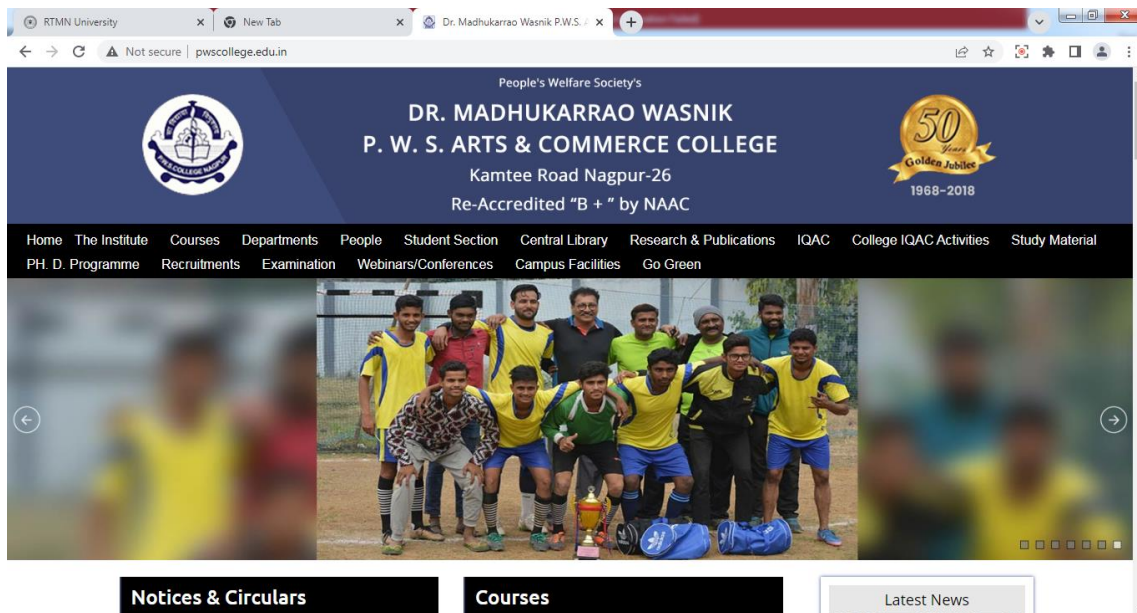 RTMN University
New Tab
Dr. Madhukarrao Wasnik P.W.S.
Not secure | pwscollege.edu.in
People's Welfare Society's
DR. MADHUKARRAO WASNIK
P. W. S. ARTS & COMMERCE COLLEGE
Kamtee Road Nagpur-26
Re-Accredited “B + ” by NAAC
P.W.S.COLLEGE NAGPUR
50
Years
Golden Jubilee
1968-2018
Home The Institute Courses Departments People Student Section Central Library Research & Publications IQAC College IQAC Activities Study Material
PH. D. Programme Recruitments Examination Webinars/Conferences Campus Facilities Go Green
adidas
Notices & Circulars
Courses
Latest News